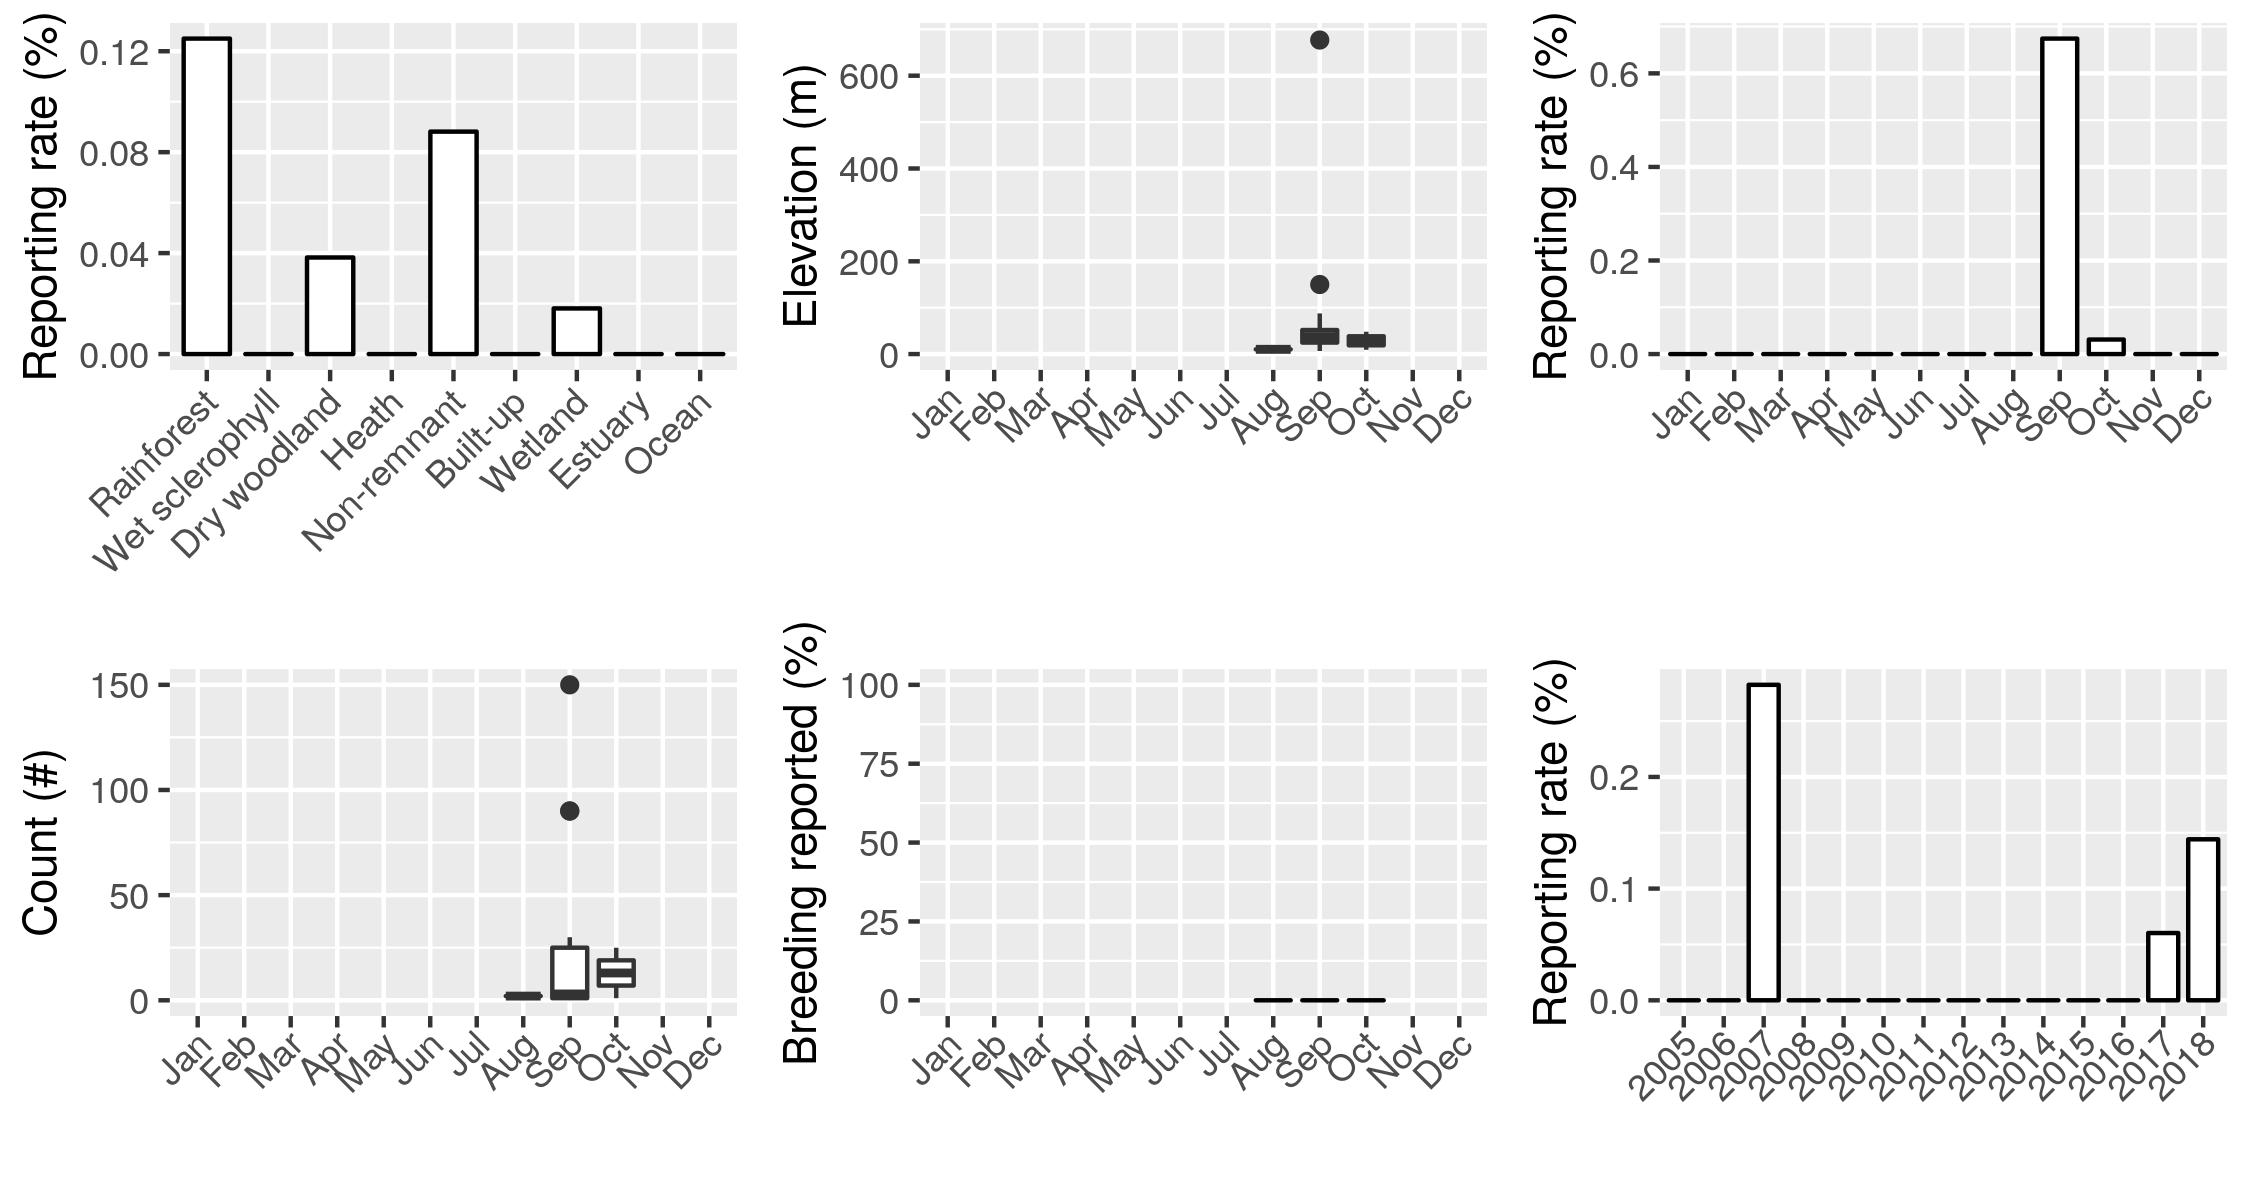 Reporting rate (%)
0.12
0.08
0.04
0.00
Rainforest
Wet sclerophyll
Dry woodland
Heath
Non-remnant
Built-up
Wetland
Estuary
Ocean
Elevation (m)
600
400
200
0
Jan
Feb
Mar
Apr
May
Jun
Jul
Aug
Sep
Oct
Nov
Dec
Reporting rate (%)
0.6
0.4
0.2
0.0
Jan
Feb
Mar
Apr
May
Jun
Jul
Aug
Sep
Oct
Nov
Dec
Count (#)
150
100
50
0
Jan
Feb
Mar
Apr
May
Jun
Jul
Aug
Sep
Oct
Nov
Dec
Breeding reported (%)
100
75
50
25
0
Jan
Feb
Mar
Apr
May
Jun
Jul
Aug
Sep
Oct
Nov
Dec
Reporting rate (%)
0.2
0.1
0.0
2005
2006
2007
2008
2009
2010
2011
2012
2013
2014
2015
2016
2017
2018